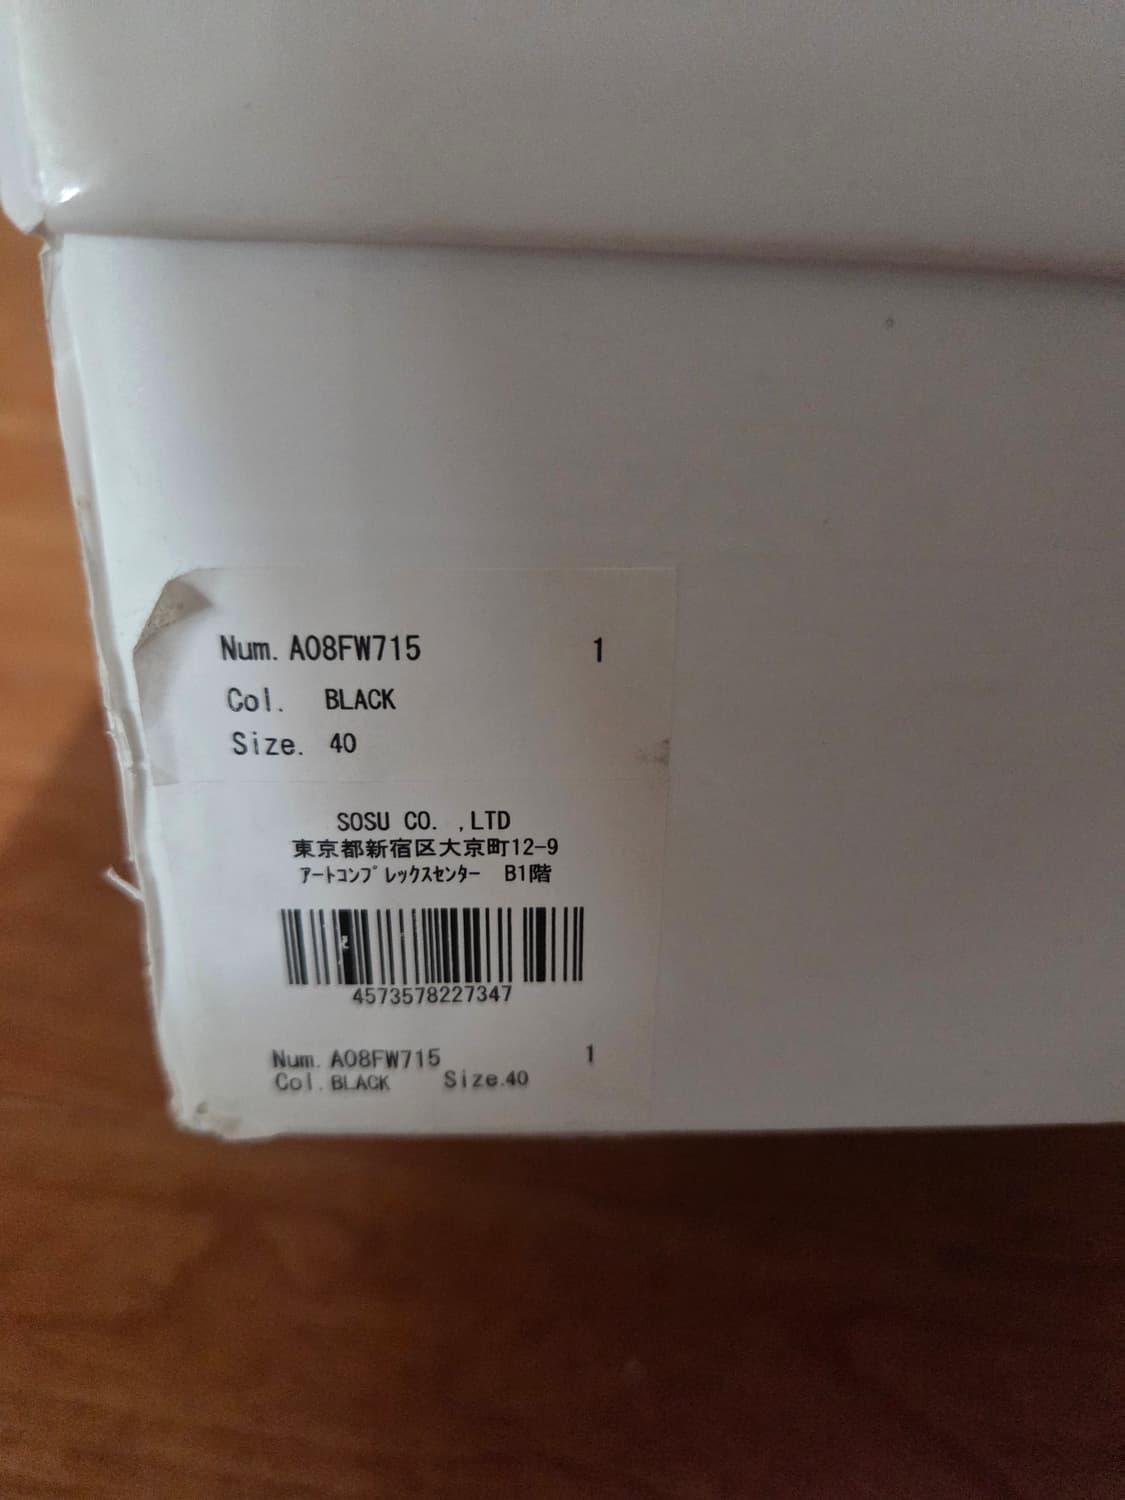 Num. A08FW715 1
Col. BLACK
Size. 40
SOSU CO. ,LTD
東京都新宿区大京町12-9
ｱｰﾄｺﾝﾌﾟﾚｯｸｽｾﾝﾀｰ B1階
4573578227347
Num. A08FW715 1
Col. BLACK Size.40